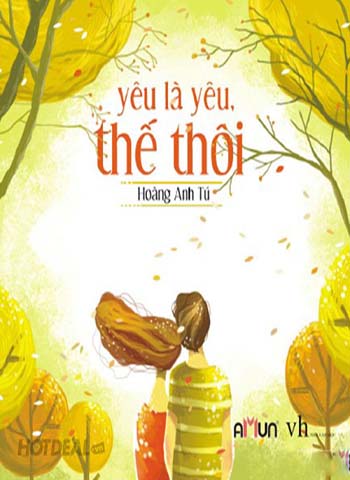 yêu là yêu,
thế thôi
Hoàng Anh Tú
AMUN vh
HOTDEAL